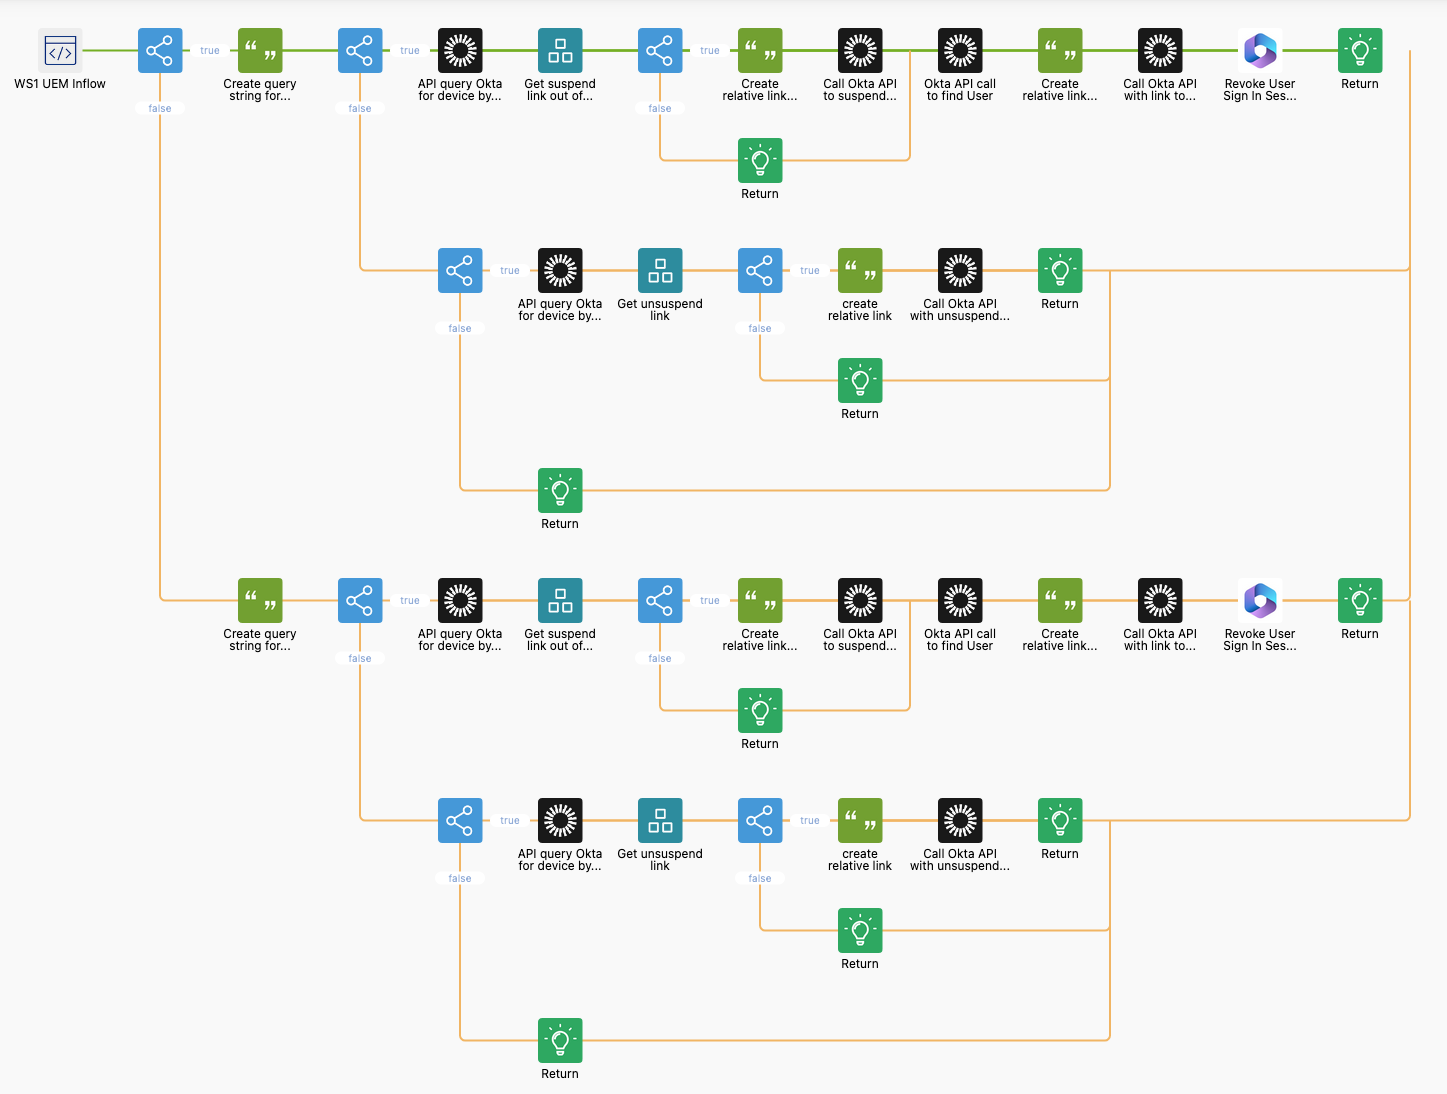 true
true
true
WS1 UEM Inflow
Create query
string for...
API query Okta
for device by...
Get suspend
link out of...
Create
relative link...
Call Okta API
to suspend...
Okta API call
to find User
Create
relative link...
Call Okta API
with link to...
Revoke User
Sign In Ses...
Return
false
false
false
Return
true
true
API query Okta
for device by...
Get unsuspend
link
create
relative link
Call Okta API
with unsuspend...
Return
false
false
Return
Return
true
true
Create query
string for...
API query Okta
for device by...
Get suspend
link out of...
Create
relative link...
Call Okta API
to suspend...
Okta API call
to find User
Create
relative link...
Call Okta API
with link to...
Revoke User
Sign In Ses...
Return
false
false
Return
true
true
API query Okta
for device by...
Get unsuspend
link
create
relative link
Call Okta API
with unsuspend...
Return
false
false
Return
Return